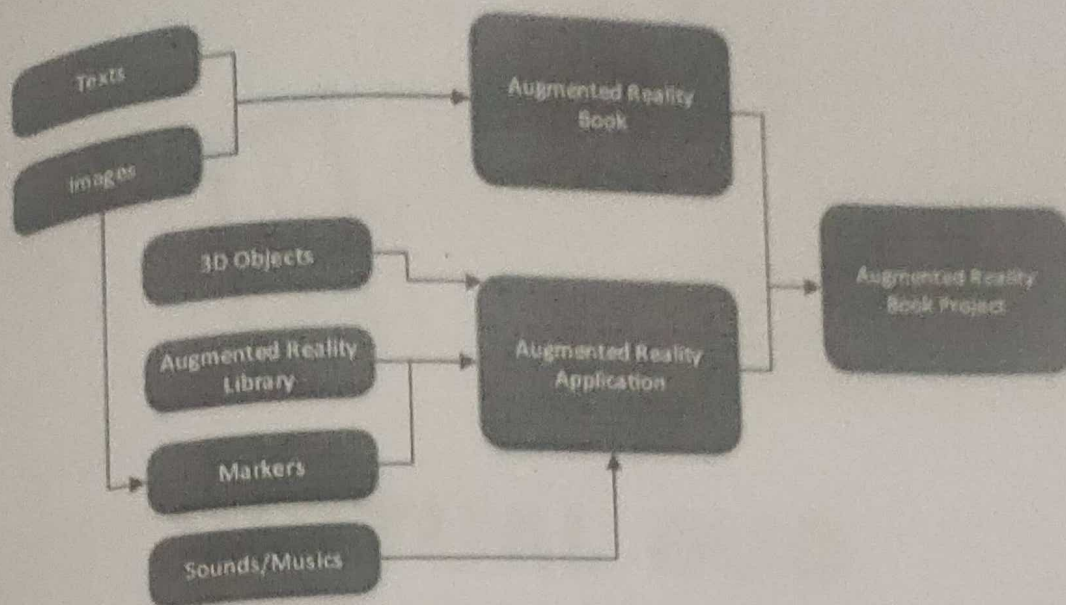 Texts
Images
Augmented Reality
Book
3D Objects
Augmented Reality
Library
Markers
Sounds/Musics
Augmented Reality
Application
Augmented Reality
Book Project